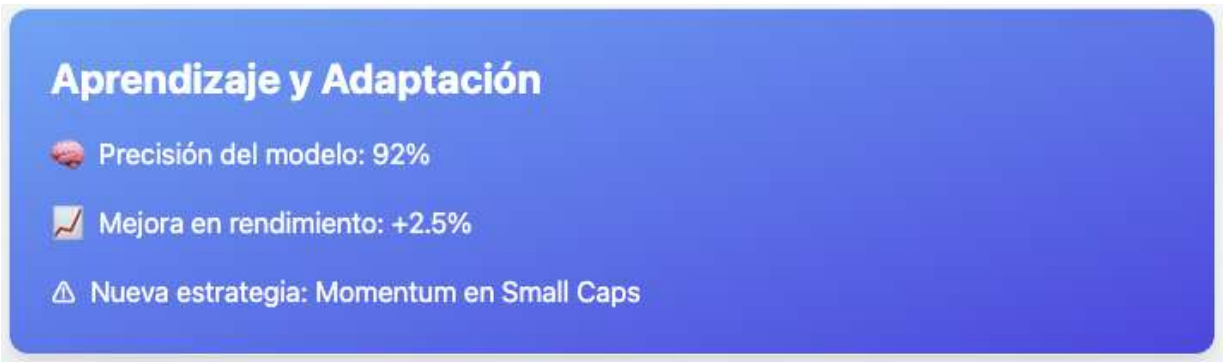 Aprendizaje y Adaptación
🧠 Precisión del modelo: 92%
📈 Mejora en rendimiento: +2.5%
⚠ Nueva estrategia: Momentum en Small Caps